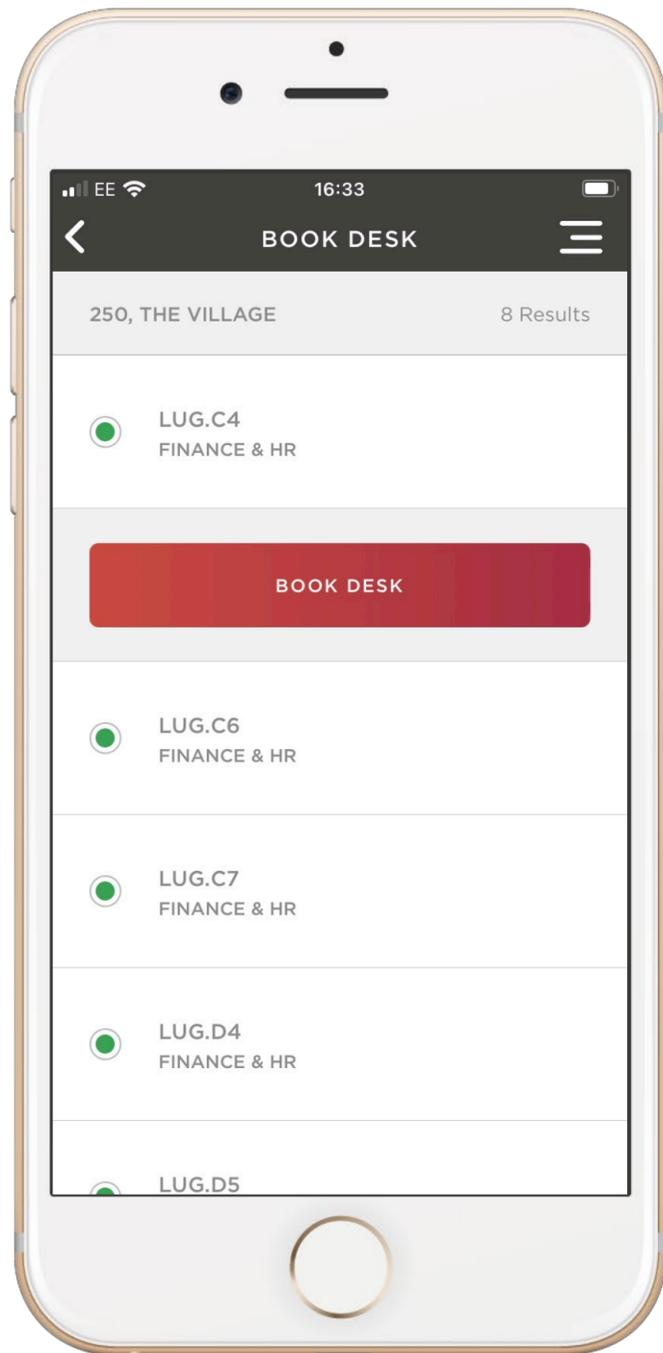 EE
16:33
BOOK DESK
250, THE VILLAGE
8 Results
LUG.C4
FINANCE & HR
BOOK DESK
LUG.C6
FINANCE & HR
LUG.C7
FINANCE & HR
LUG.D4
FINANCE & HR
LUG.D5